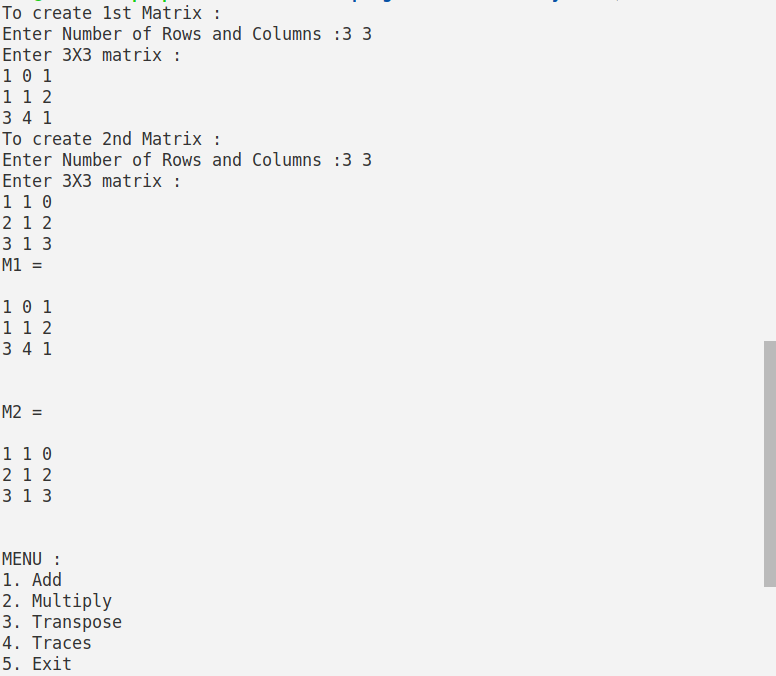 To create 1st Matrix :
Enter Number of Rows and Columns :3 3
Enter 3X3 matrix :
1 0 1
1 1 2
3 4 1
To create 2nd Matrix :
Enter Number of Rows and Columns :3 3
Enter 3X3 matrix :
1 1 0
2 1 2
3 1 3
M1 =
1 0 1
1 1 2
3 4 1
M2 =
1 1 0
2 1 2
3 1 3
MENU :
1. Add
2. Multiply
3. Transpose
4. Traces
5. Exit